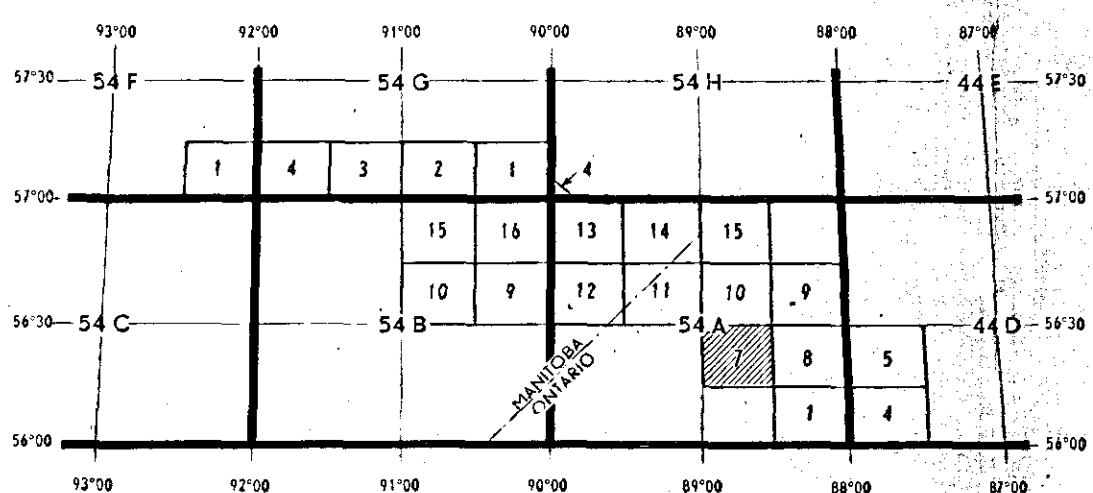 93°00 92°00 91°00 90°00 89°00 88°00 87°00
57°30 54 F 54 G 54 H 44 E 57°30
1 4 3 2 1 4
57°00 57°00
15 16 13 14 15
10 9 12 11 10 9
56°30 54 C 54 B 54 A 44 D 56°30
7 8 5
MANITOBA
ONTARIO
1 4
56°00 56°00
93°00 92°00 91°00 90°00 89°00 88°00 87°00